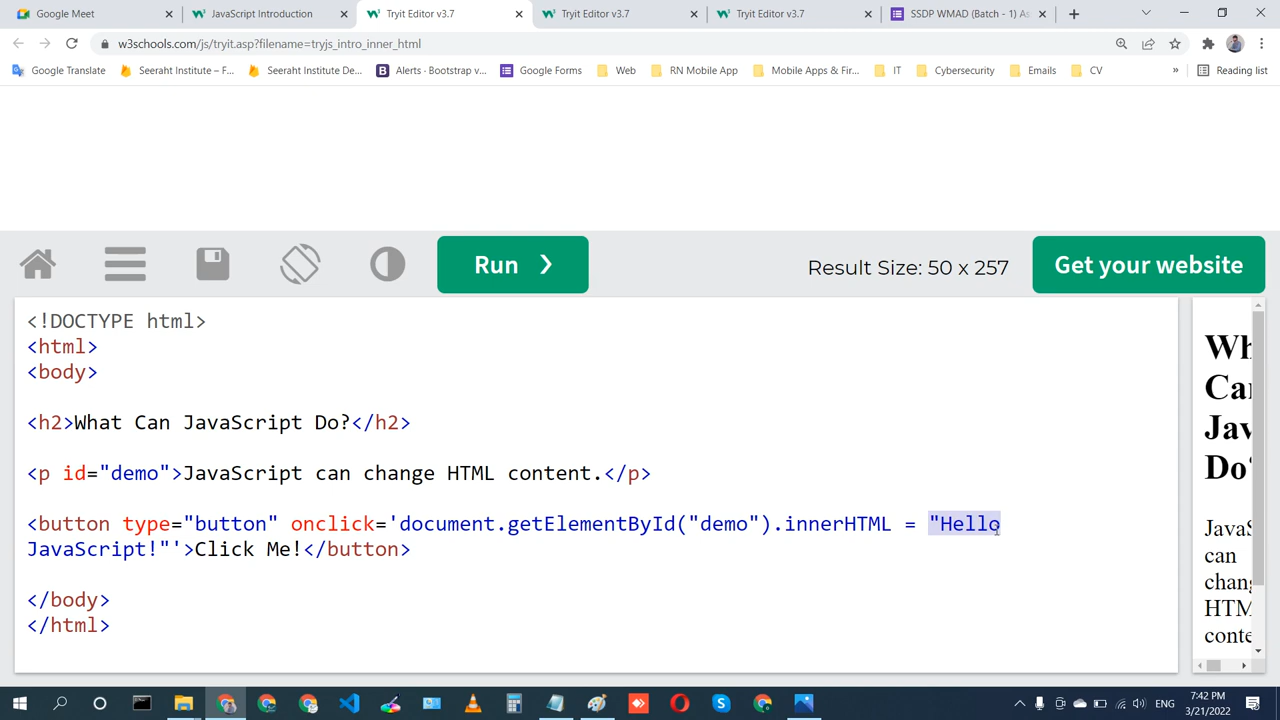 Google Meet
JavaScript Introduction
Tryit Editor v3.7
Tryit Editor v3.7
Tryit Editor v3.7
SSDP WMAD (Batch - 1) As
w3schools.com/js/tryit.asp?filename=tryjs_intro_inner_html
Google Translate
Seeraht Institute – F...
Seeraht Institute De...
Alerts · Bootstrap v...
Google Forms
Web
RN Mobile App
Mobile Apps & Fir...
IT
Cybersecurity
Emails
CV
»
Reading list
Run ❯
Result Size: 50 x 257
Get your website
<!DOCTYPE html>
<html>
<body>
<h2>What Can JavaScript Do?</h2>
<p id="demo">JavaScript can change HTML content.</p>
<button type="button" onclick='document.getElementById("demo").innerHTML = "Hello
JavaScript!"'>Click Me!</button>
</body>
</html>
Wh
Car
Jav
Do?
JavaS
can
chang
HTM
conte
ENG
7:42 PM
3/21/2022